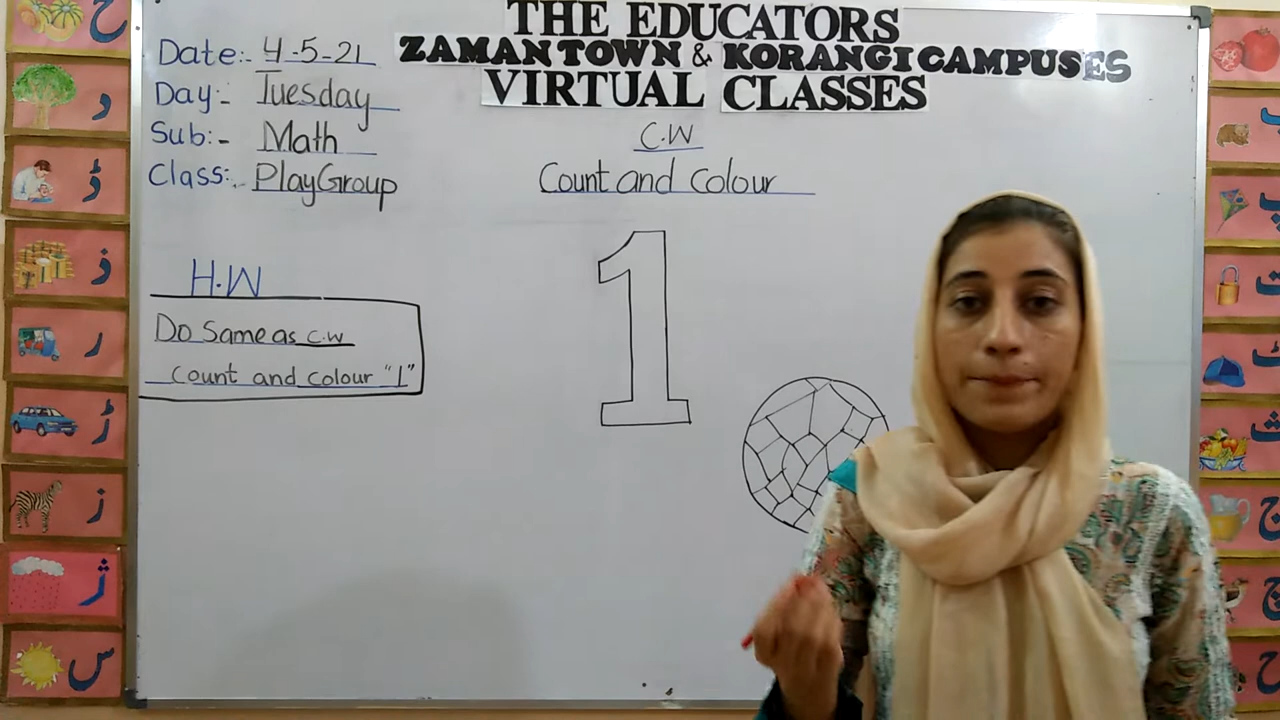 THE EDUCATORS
ZAMAN TOWN & KORANGI CAMPUSES
VIRTUAL CLASSES
Date:- 4-5-21
Day:- Tuesday
Sub:- Math
Class:- PlayGroup
C.W
Count and Colour
1
H.W
Do Same as C.W
Count and colour "1"
ح
د
ڈ
ذ
ر
ڑ
ز
ژ
س
پ
ت
ٹ
ث
ج
چ